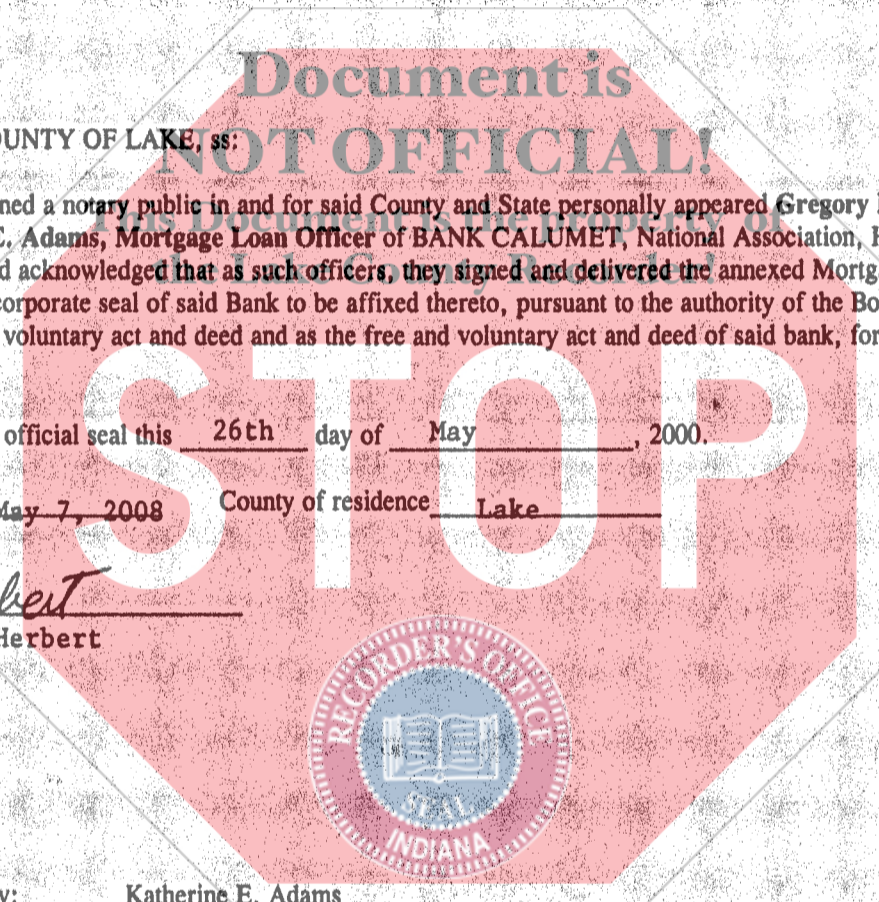 Document is
NOT OFFICIAL!
This Document is the property of
the Lake County Recorder!
OUNTY OF LAKE, ss:
ned a notary public in and for said County and State personally appeared Gregory
E. Adams, Mortgage Loan Officer of BANK CALUMET, National Association, H
d acknowledged that as such officers, they signed and delivered the annexed Mortg
corporate seal of said Bank to be affixed thereto, pursuant to the authority of the Bo
voluntary act and deed and as the free and voluntary act and deed of said bank, for
STOP
official seal this 26th day of May, 2000.
May 7, 2008 County of residence Lake
bert
Herbert
RECORDER'S OFFICE
SEAL
INDIANA
y: Katherine E. Adams